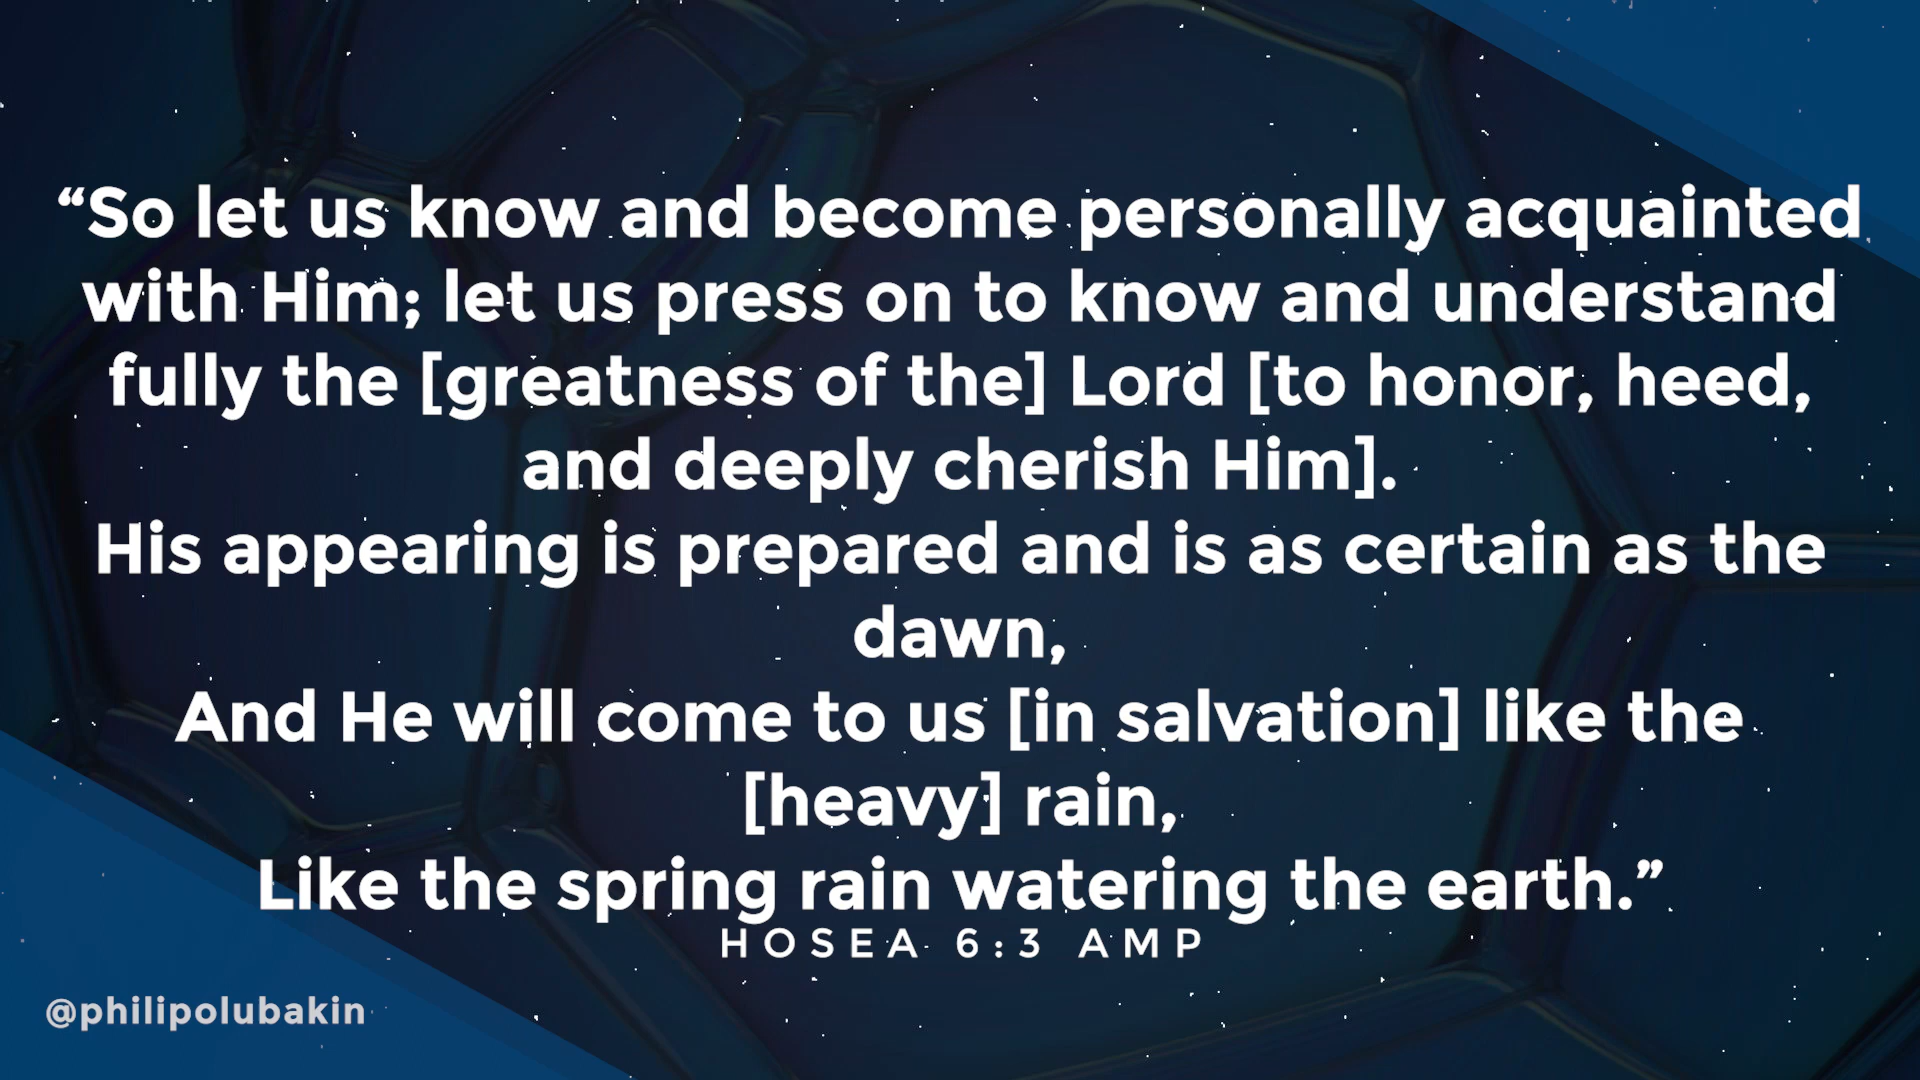 “So let us know and become personally acquainted
with Him; let us press on to know and understand
fully the [greatness of the] Lord [to honor, heed,
and deeply cherish Him].
His appearing is prepared and is as certain as the
dawn,
And He will come to us [in salvation] like the
[heavy] rain,
Like the spring rain watering the earth.”
HOSEA 6:3 AMP
@philipolubakin